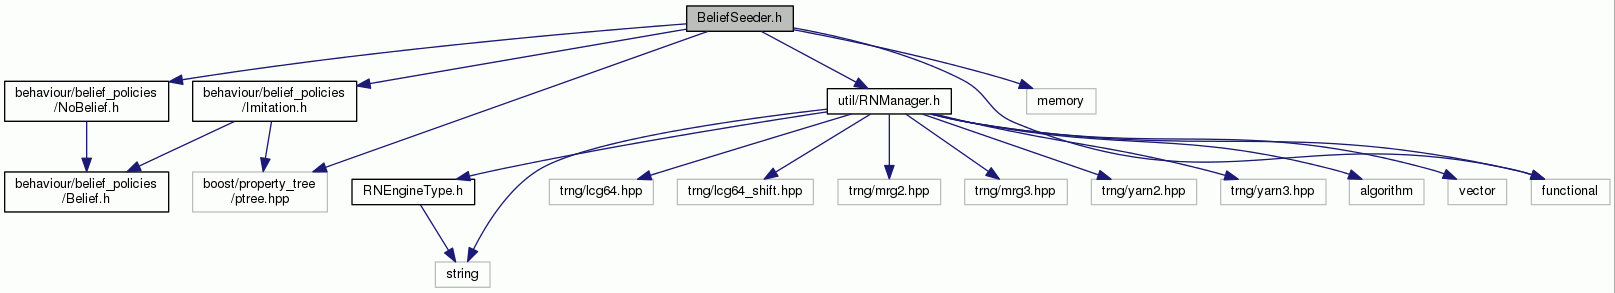 BeliefSeeder.h
behaviour/belief_policies
/NoBelief.h
behaviour/belief_policies
/Imitation.h
util/RNManager.h
memory
behaviour/belief_policies
/Belief.h
boost/property_tree
/ptree.hpp
RNEngineType.h
trng/lcg64.hpp
trng/lcg64_shift.hpp
trng/mrg2.hpp
trng/mrg3.hpp
trng/yarn2.hpp
trng/yarn3.hpp
algorithm
vector
functional
string